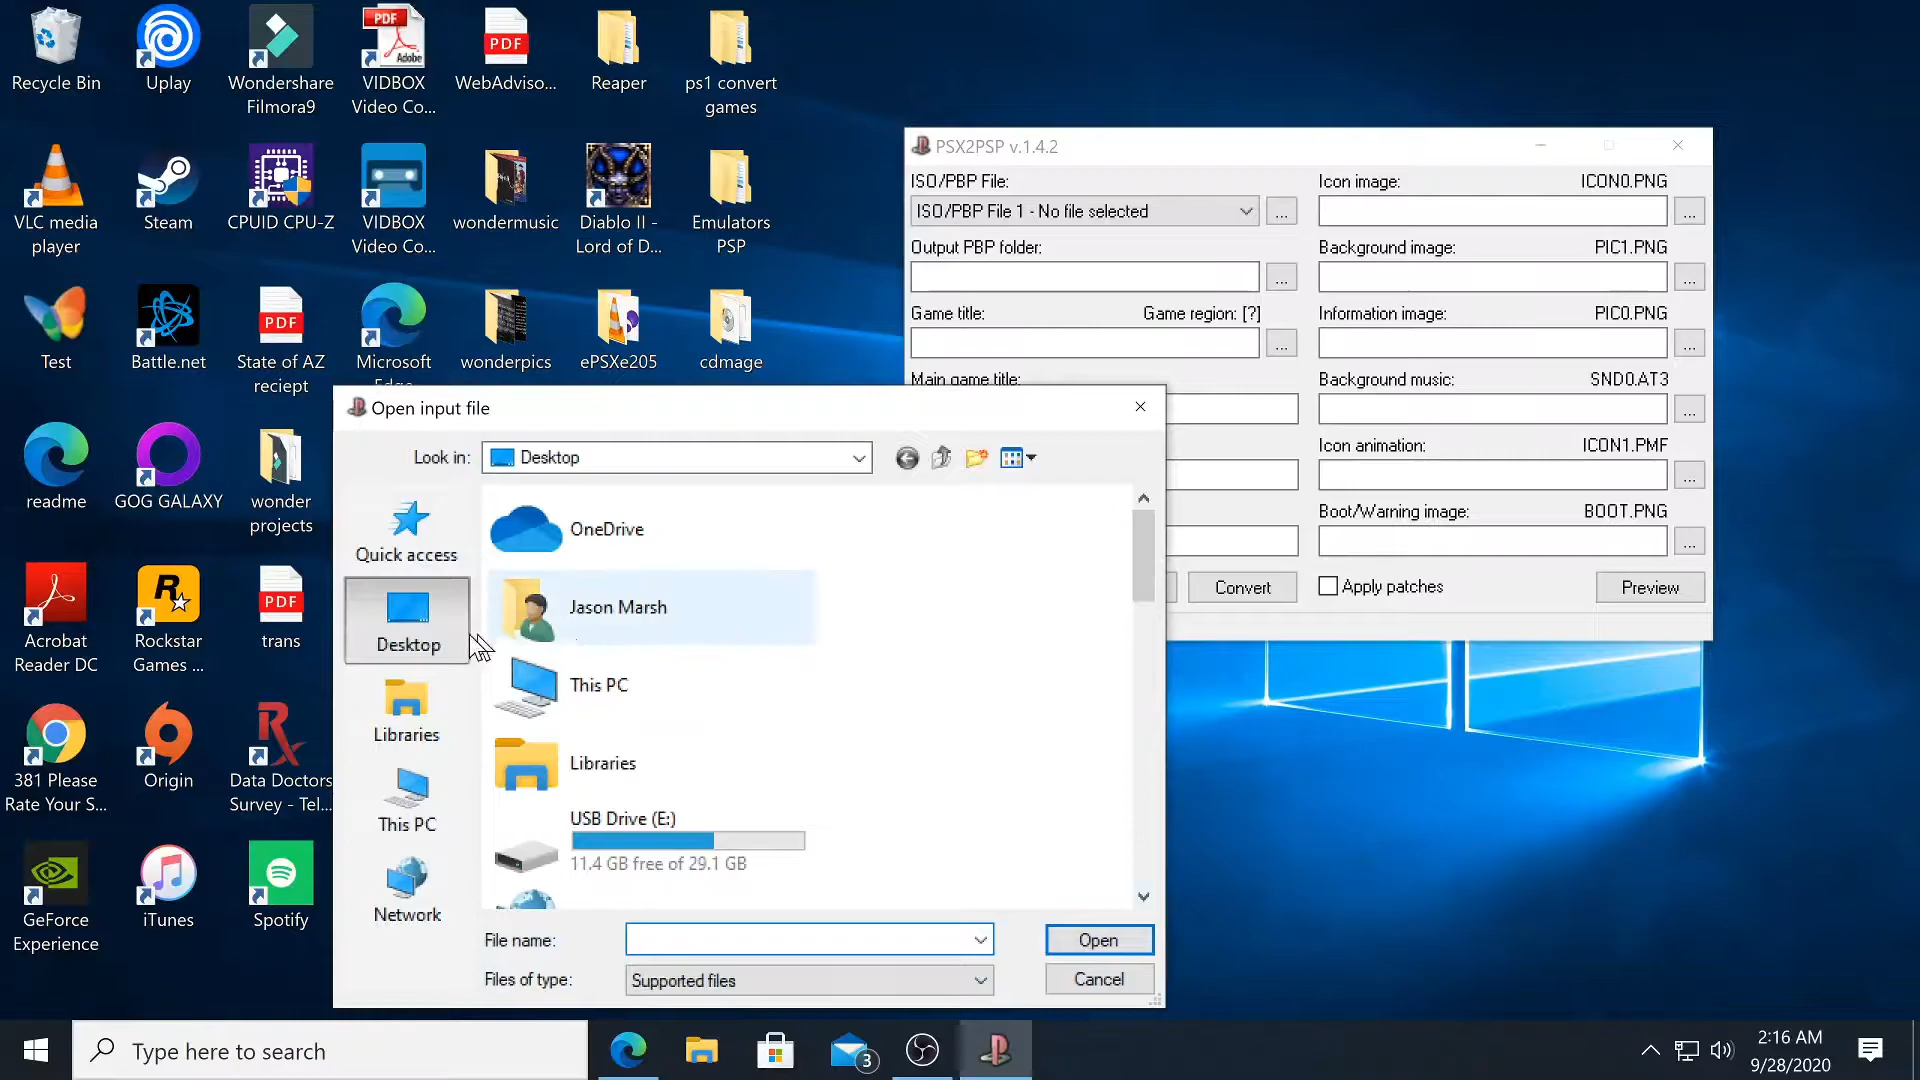 Recycle Bin
Uplay
Wondershare
Filmora9
PDF
Adobe
VIDBOX
Video Co...
PDF
WebAdviso...
Reaper
ps1 convert
games
VLC media
player
Steam
CPUID CPU-Z
VIDBOX
Video Co...
wondermusic
Diablo II -
Lord of D...
Emulators
PSP
Test
Battle.net
PDF
State of AZ
reciept
Microsoft
wonderpics
ePSXe205
cdmage
readme
GOG GALAXY
wonder
projects
Acrobat
Reader DC
R
Rockstar
Games ...
PDF
trans
381 Please
Rate Your S...
Origin
R
Data Doctors
Survey - Tel...
GeForce
Experience
iTunes
Spotify
PSX2PSP v.1.4.2
ISO/PBP File:
ISO/PBP File 1 - No file selected
...
Output PBP folder:
...
Game title:
Game region: [?]
...
Main game title:
Convert
Icon image:
ICON0.PNG
...
Background image:
PIC1.PNG
...
Information image:
PIC0.PNG
...
Background music:
SND0.AT3
...
Icon animation:
ICON1.PMF
...
Boot/Warning image:
BOOT.PNG
...
Apply patches
Preview
Open input file
Look in:
Desktop
Quick access
Desktop
Libraries
This PC
Network
OneDrive
Jason Marsh
This PC
Libraries
USB Drive (E:)
11.4 GB free of 29.1 GB
File name:
Open
Files of type:
Supported files
Cancel
Type here to search
3
2:16 AM
9/28/2020